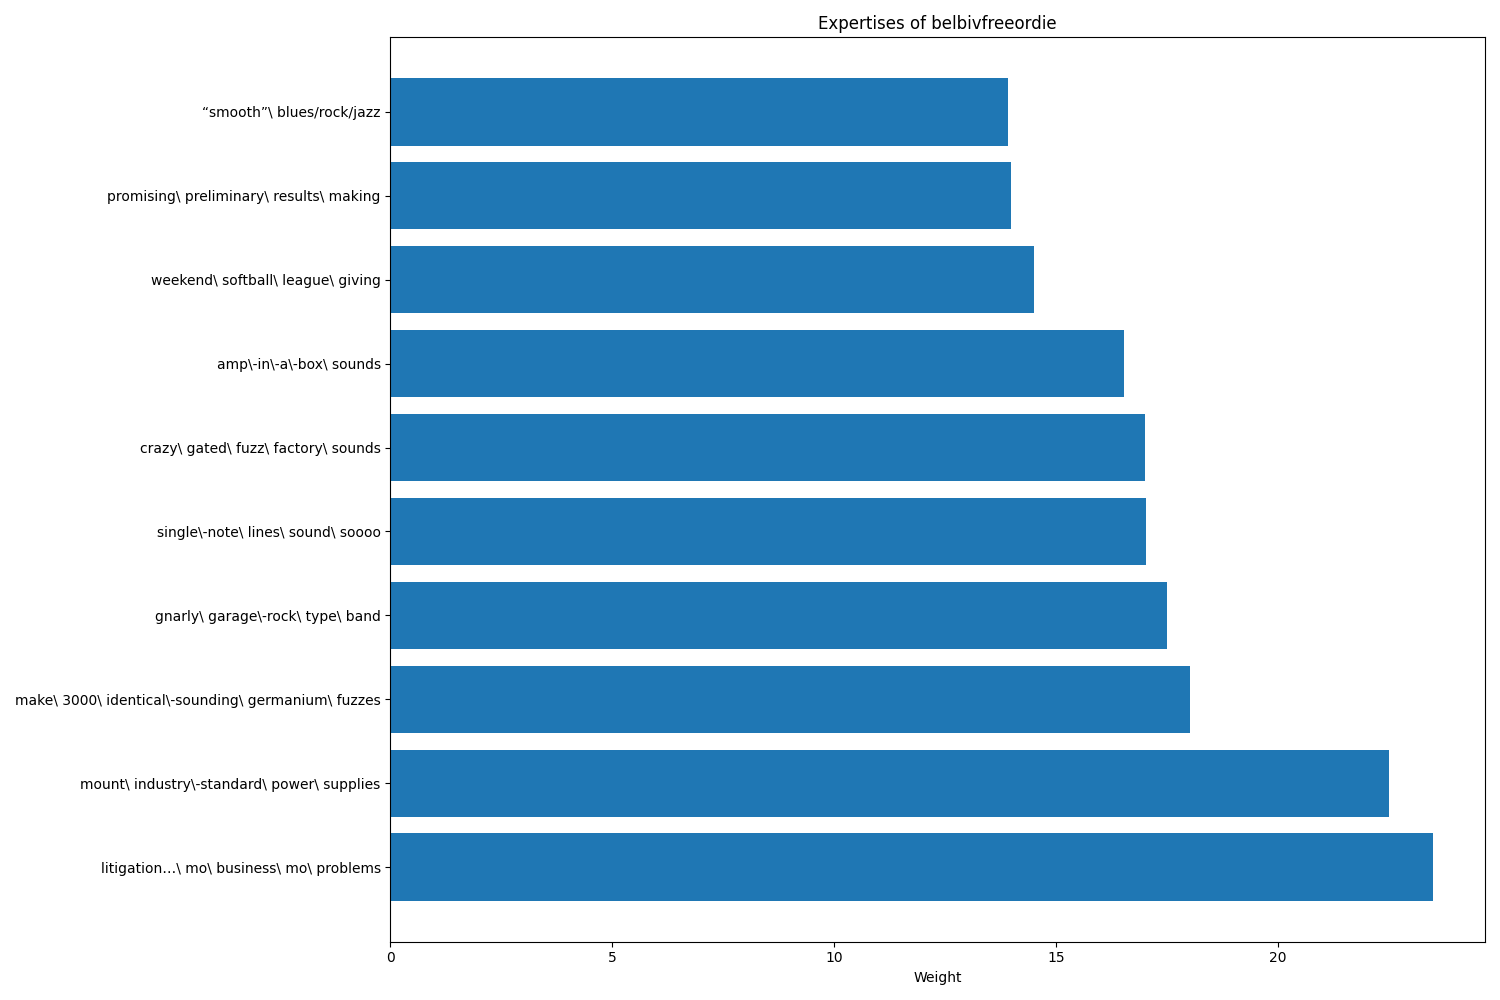 Expertises of belbivfreeordie
“smooth”\ blues/rock/jazz
promising\ preliminary\ results\ making
weekend\ softball\ league\ giving
amp\-in\-a\-box\ sounds
crazy\ gated\ fuzz\ factory\ sounds
single\-note\ lines\ sound\ soooo
gnarly\ garage\-rock\ type\ band
make\ 3000\ identical\-sounding\ germanium\ fuzzes
mount\ industry\-standard\ power\ supplies
litigation…\ mo\ business\ mo\ problems
0 5 10 15 20
Weight